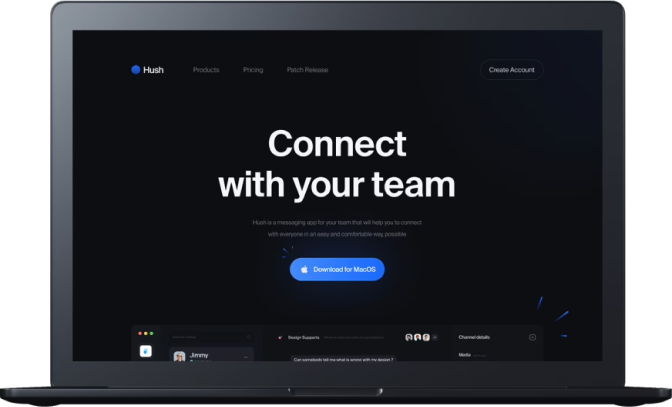 Hush
Products
Pricing
Patch Release
Create Account
Connect
with your team
Hush is a messaging app for your team that will help you to connect
with everyone in an easy and comfortable way possible
Download for MacOS
Design Supports
Channel details
Jimmy
Media
Can somebody tell me what is wrong with my design ?